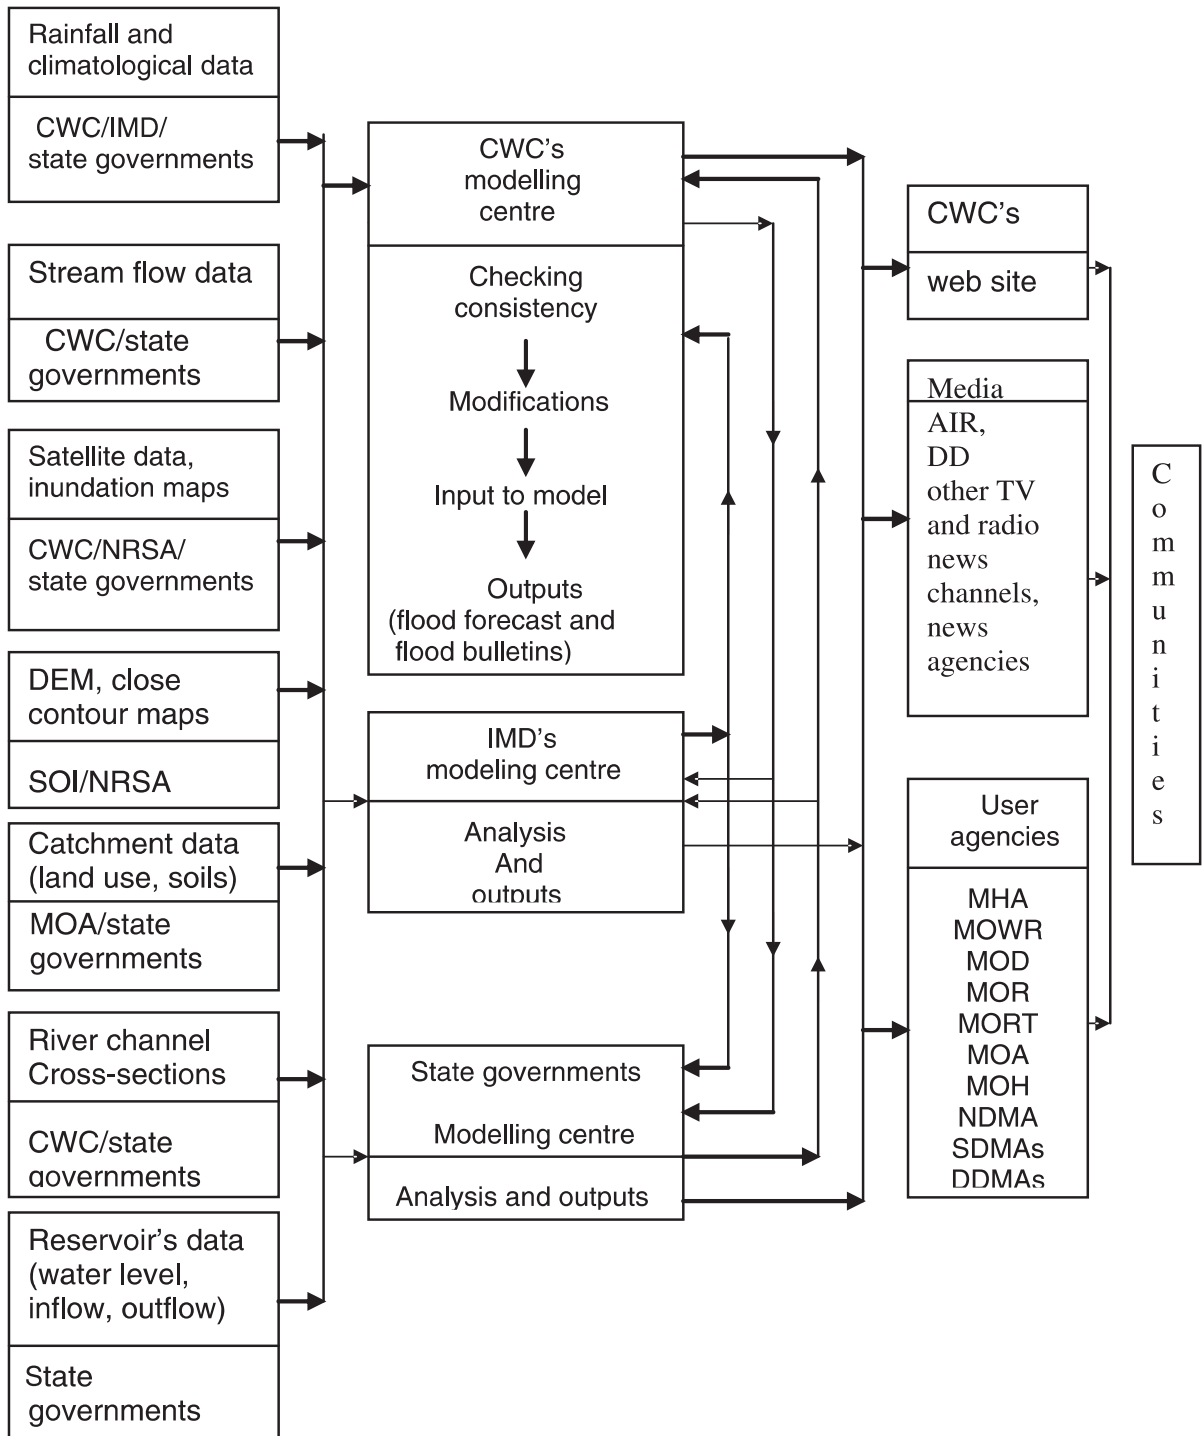 Rainfall and
climatological data
CWC/IMD/
state governments
Stream flow data
CWC/state
governments
Satellite data,
inundation maps
CWC/NRSA/
state governments
DEM, close
contour maps
SOI/NRSA
Catchment data
(land use, soils)
MOA/state
governments
River channel
Cross-sections
CWC/state
governments
Reservoir's data
(water level,
inflow, outflow)
State
governments
CWC's
modelling
centre
Checking
consistency
Modifications
Input to model
Outputs
(flood forecast and
flood bulletins)
IMD's
modeling centre
Analysis
And
outputs
State governments
Modelling centre
Analysis and outputs
CWC's
web site
Media
AIR,
DD
other TV
and radio
news
channels,
news
agencies
User
agencies
MHA
MOWR
MOD
MOR
MORT
MOA
MOH
NDMA
SDMAs
DDMAs
Communities